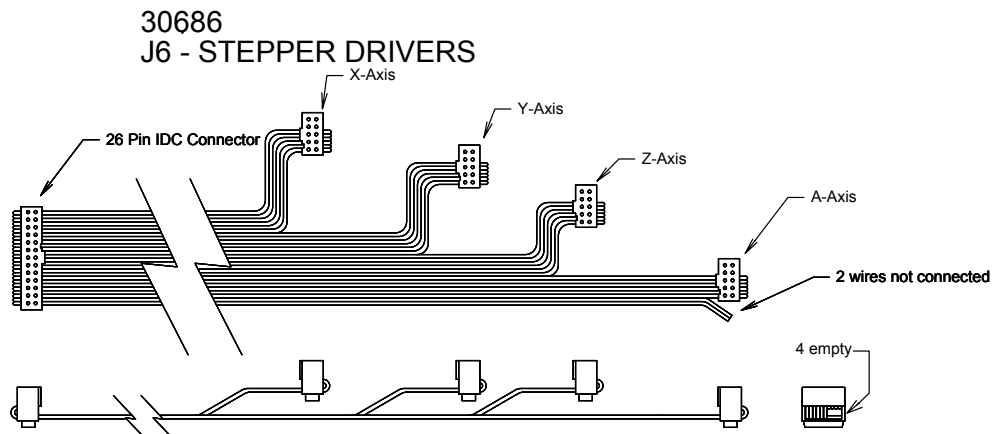 30686
J6 - STEPPER DRIVERS
X-Axis
Y-Axis
26 Pin IDC Connector
Z-Axis
A-Axis
2 wires not connected
4 empty